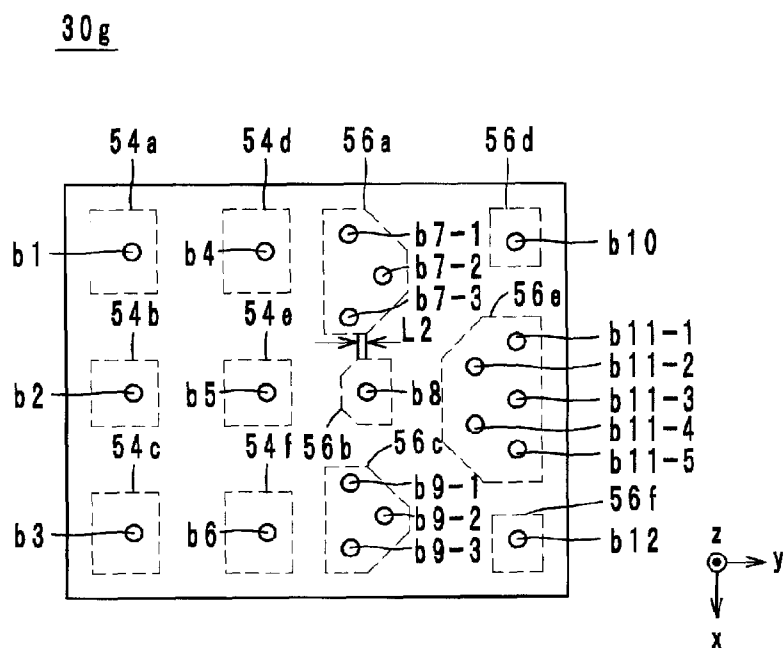 30g
54a 54d 56a 56d
b1 b4 b7-1 b10
b7-2
b7-3 56e
54b 54e L2 b11-1
b11-2
b2 b5 b8 b11-3
b11-4
54c 54f 56b 56c b11-5
b9-1 56f
b3 b6 b9-2 b12
b9-3
z
y
x